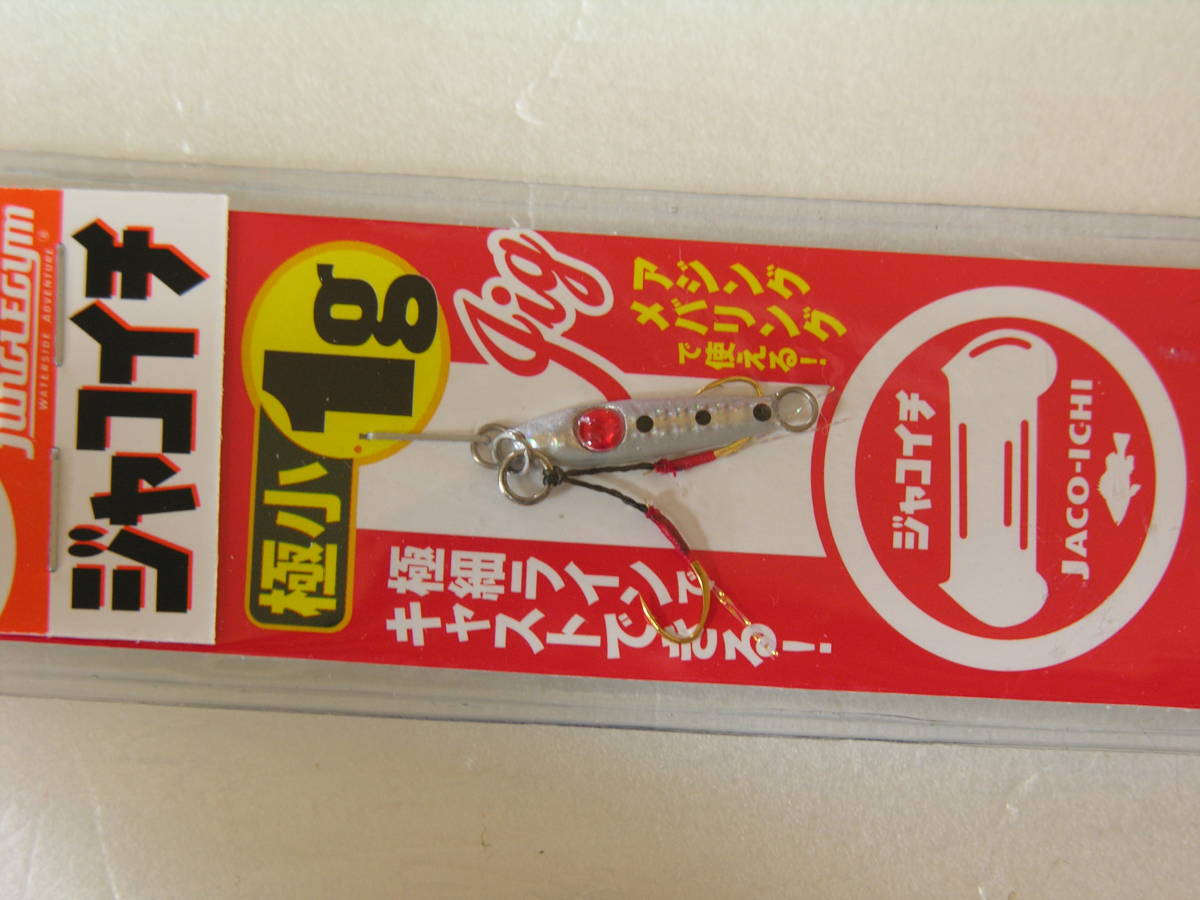 JUNGLEGYM
WATERSIDE ADVENTURE
ジャコイチ
極小
1g
Jig
アジング
メバリング
で使える!
極細ラインで
キャストできる!
ジャコイチ
JACO-ICHI